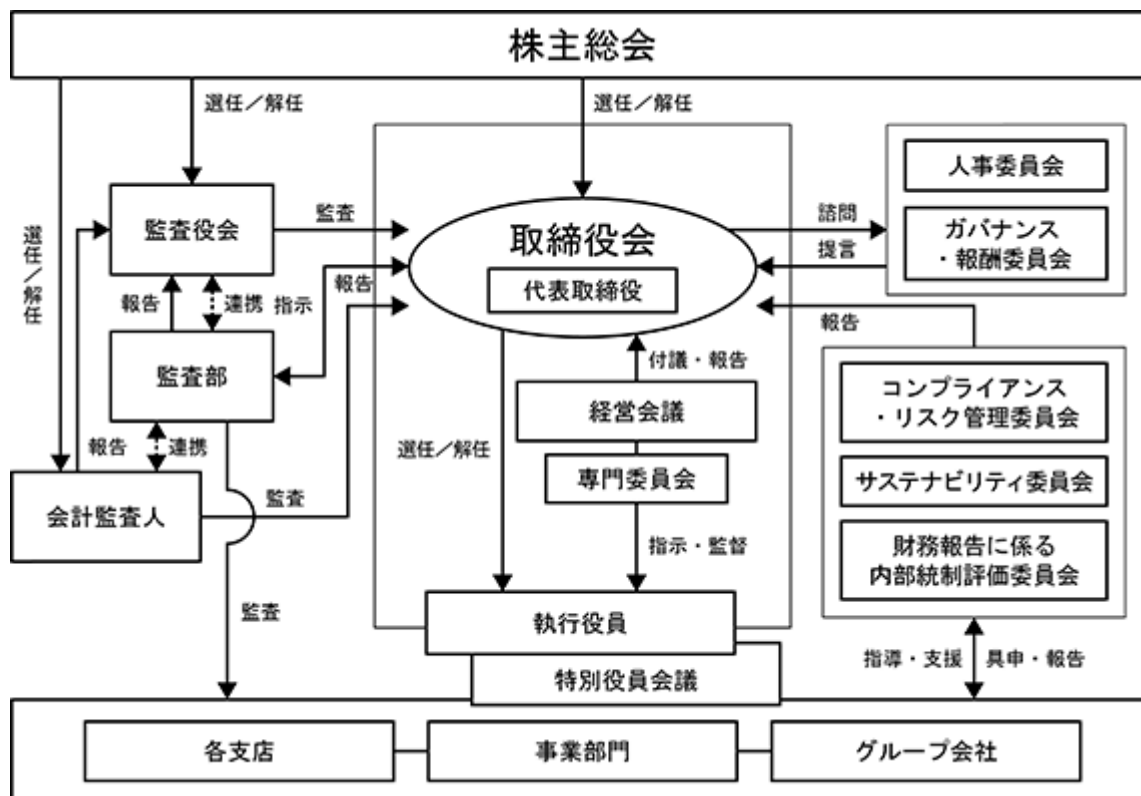 株主総会
選任／解任
選任／解任
選任／解任
監査役会
監査
取締役会
代表取締役
諮問
提言
人事委員会
ガバナンス
・報酬委員会
報告
連携
指示
報告
報告
監査部
付議・報告
経営会議
専門委員会
コンプライアンス
・リスク管理委員会
サステナビリティ委員会
財務報告に係る
内部統制評価委員会
報告
連携
選任／解任
会計監査人
監査
指示・監督
監査
執行役員
特別役員会議
指導・支援
具申・報告
各支店
事業部門
グループ会社